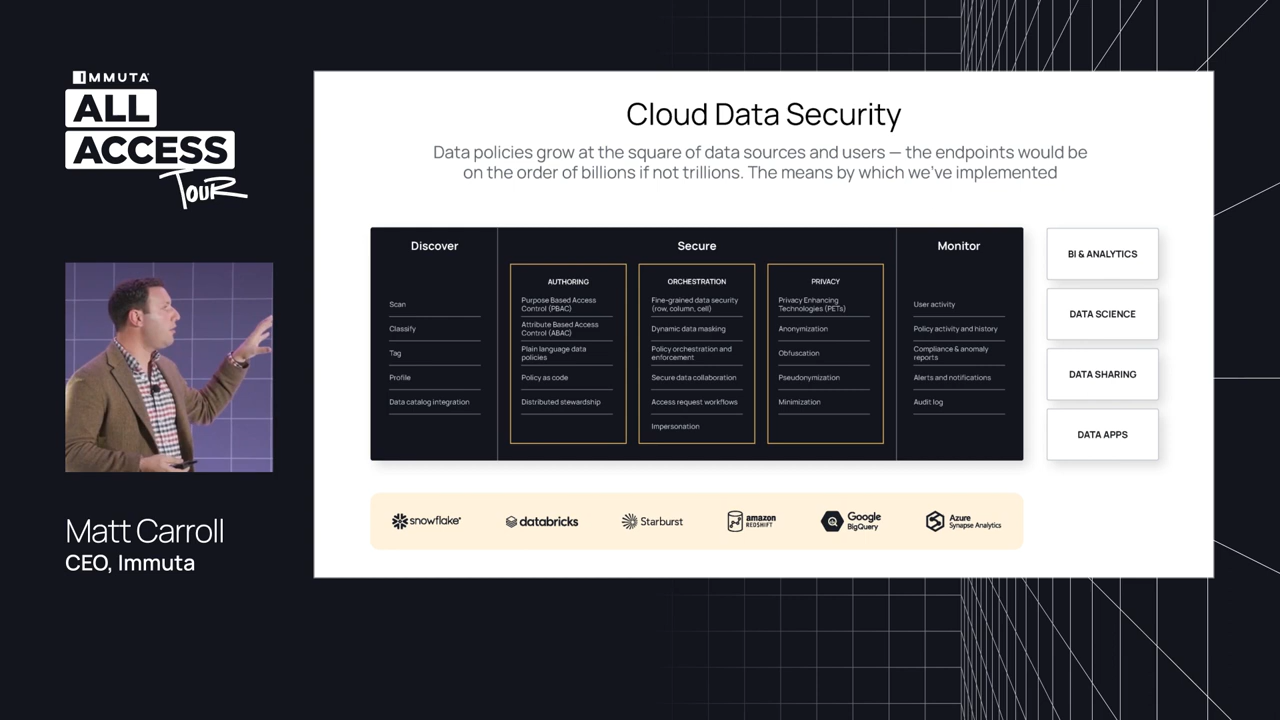 IMMUTA
ALL
ACCESS
TOUR
Matt Carroll
CEO, Immuta
Cloud Data Security
Data policies grow at the square of data sources and users — the endpoints would be
on the order of billions if not trillions. The means by which we've implemented
Discover
Scan
Classify
Tag
Profile
Data catalog integration
Secure
AUTHORING
Purpose Based Access
Control (PBAC)
Attribute Based Access
Control (ABAC)
Plain language data
policies
Policy as code
Distributed stewardship
ORCHESTRATION
Fine-grained data security
(row, column, cell)
Dynamic data masking
Policy orchestration and
enforcement
Secure data collaboration
Access request workflows
Impersonation
PRIVACY
Privacy Enhancing
Technologies (PETs)
Anonymization
Obfuscation
Pseudonymization
Minimization
Monitor
User activity
Policy activity and history
Compliance & anomaly
reports
Alerts and notifications
Audit log
BI & ANALYTICS
DATA SCIENCE
DATA SHARING
DATA APPS
snowflake
databricks
Starburst
amazon
REDSHIFT
Google
BigQuery
Azure
Synapse Analytics